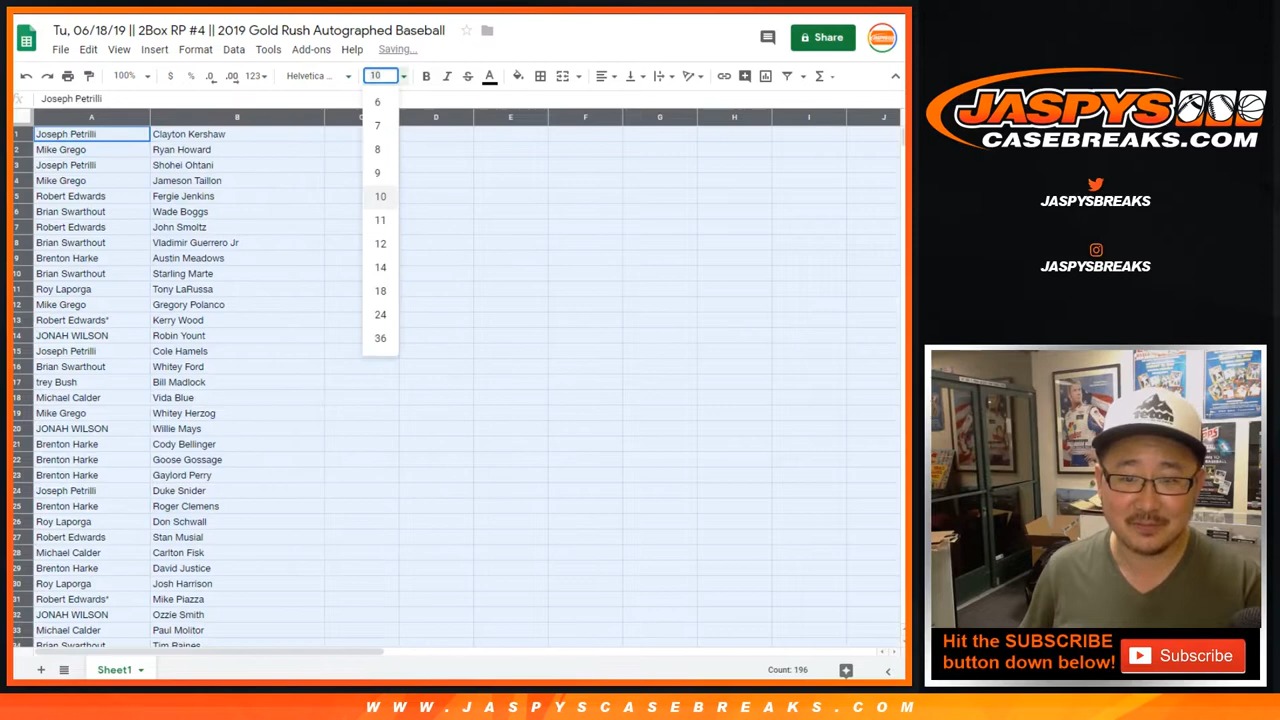 Tu, 06/18/19 || 2Box RP #4 || 2019 Gold Rush Autographed Baseball
File Edit View Insert Format Data Tools Add-ons Help Saving...
Share
100% $ % .0 .00 123 Helvetica ... 10 B I S A
fx Joseph Petrilli
A B C D E F G H I J
1 Joseph Petrilli Clayton Kershaw
2 Mike Grego Ryan Howard
3 Joseph Petrilli Shohei Ohtani
4 Mike Grego Jameson Taillon
5 Robert Edwards Fergie Jenkins
6 Brian Swarthout Wade Boggs
7 Robert Edwards John Smoltz
8 Brian Swarthout Vladimir Guerrero Jr
9 Brenton Harke Austin Meadows
10 Brian Swarthout Starling Marte
11 Roy Laporga Tony LaRussa
12 Mike Grego Gregory Polanco
13 Robert Edwards* Kerry Wood
14 JONAH WILSON Robin Yount
15 Joseph Petrilli Cole Hamels
16 Brian Swarthout Whitey Ford
17 trey Bush Bill Madlock
18 Michael Calder Vida Blue
19 Mike Grego Whitey Herzog
20 JONAH WILSON Willie Mays
21 Brenton Harke Cody Bellinger
22 Brenton Harke Goose Gossage
23 Brenton Harke Gaylord Perry
24 Joseph Petrilli Duke Snider
25 Brenton Harke Roger Clemens
26 Roy Laporga Don Schwall
27 Robert Edwards Stan Musial
28 Michael Calder Carlton Fisk
29 Brenton Harke David Justice
30 Roy Laporga Josh Harrison
31 Robert Edwards* Mike Piazza
32 JONAH WILSON Ozzie Smith
33 Michael Calder Paul Molitor
Brian Swarthout Tim Raines
6
7
8
9
10
11
12
14
18
24
36
Sheet1
Count: 196
JASPYS
CASEBREAKS.COM
JASPYSBREAKS
JASPYSBREAKS
Hit the SUBSCRIBE
button down below!
Subscribe
WWW.JASPYSCASEBREAKS.COM